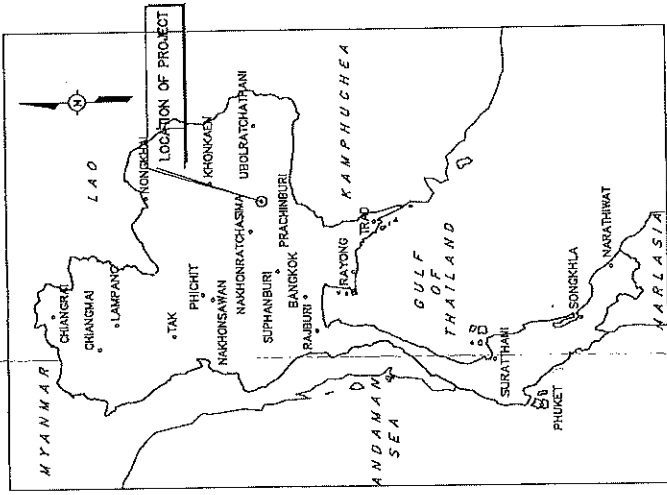 MYANMAR
LAO
CHIANGRAI
CHIANGMAI
LAMPANG
NONGKHAI
LOCATION OF PROJECT
N
TAK
PHICHIT
NAKHONSAWAN
KHONKAEN
NAKHONRATCHASIMA
UBOLRATCHATHANI
SUPHANBURI
PRACHINBURI
BANGKOK
RAJBURI
RAYONG
TRAD
KAMPHUCHEA
GULF
OF
THAILAND
ANDAMAN
SEA
SURATTHANI
PHUKET
SONGKHLA
NARATHIWAT
MARLASIA